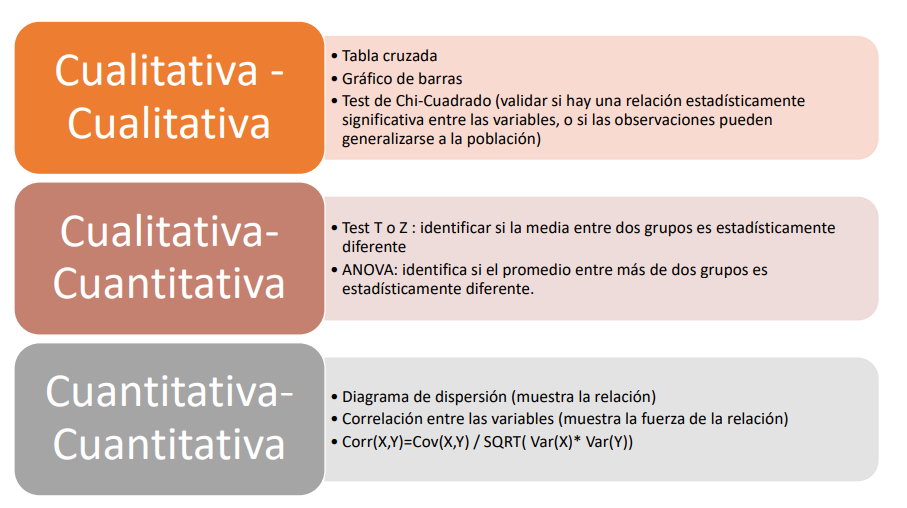 Cualitativa -
Cualitativa
• Tabla cruzada
• Gráfico de barras
• Test de Chi-Cuadrado (validar si hay una relación estadísticamente
significativa entre las variables, o si las observaciones pueden
generalizarse a la población)
Cualitativa-
Cuantitativa
• Test T o Z : identificar si la media entre dos grupos es estadísticamente
diferente
• ANOVA: identifica si el promedio entre más de dos grupos es
estadísticamente diferente.
Cuantitativa-
Cuantitativa
• Diagrama de dispersión (muestra la relación)
• Correlación entre las variables (muestra la fuerza de la relación)
• Corr(X,Y)=Cov(X,Y) / SQRT( Var(X)* Var(Y))